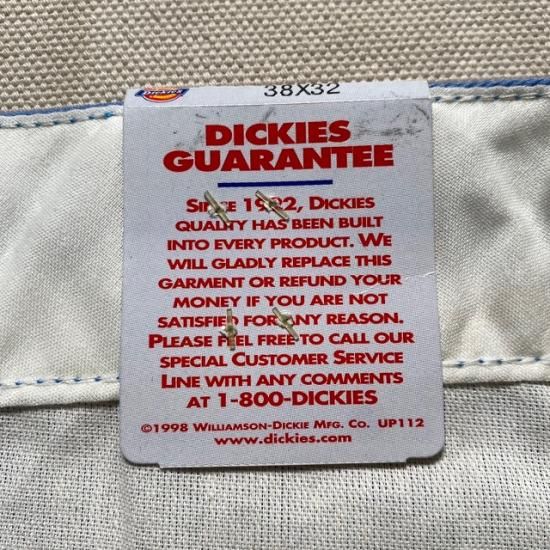 Dickies
38X32
DICKIES
GUARANTEE
SINCE 1922, DICKIES
QUALITY HAS BEEN BUILT
INTO EVERY PRODUCT. WE
WILL GLADLY REPLACE THIS
GARMENT OR REFUND YOUR
MONEY IF YOU ARE NOT
SATISFIED FOR ANY REASON.
PLEASE FEEL FREE TO CALL OUR
SPECIAL CUSTOMER SERVICE
LINE WITH ANY COMMENTS
AT 1-800-DICKIES
©1998 WILLIAMSON-DICKIE MFG. CO. UP112
www.dickies.com